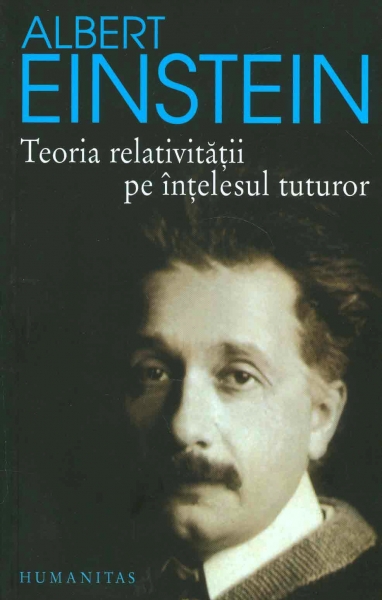 ALBERT
EINSTEIN
Teoria relativității
pe înțelesul tuturor
HUMANITAS